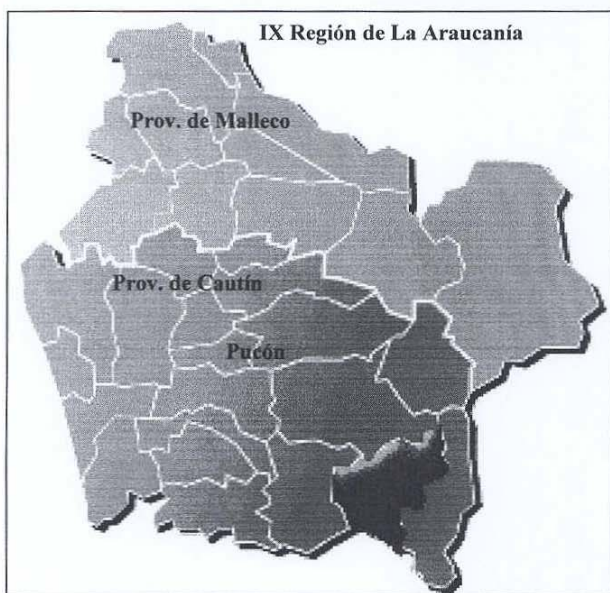 IX Región de La Araucanía
Prov. de Malleco
Prov. de Cautín
Pucón